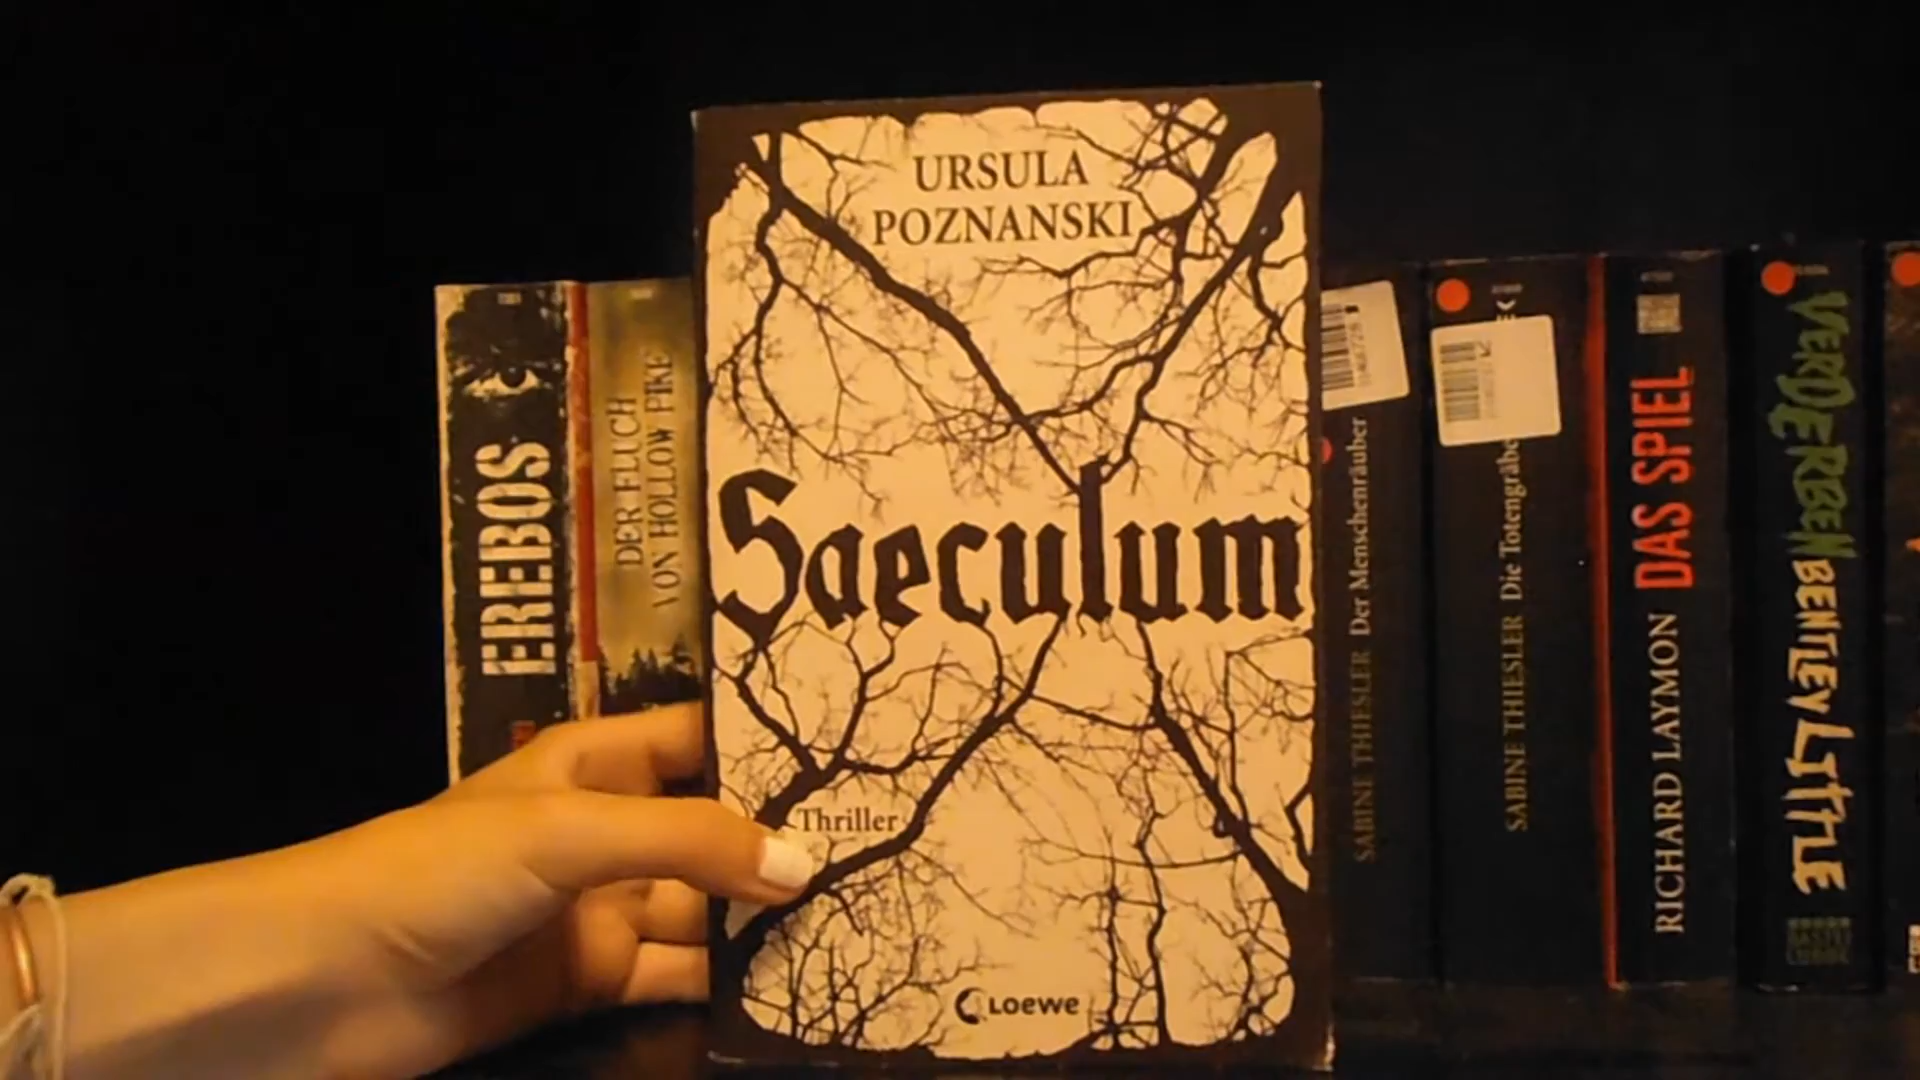 EREBOS
DER FLUCH
VON HOLLOW PIKE
URSULA
POZNANSKI
Saeculum
Thriller
Loewe
SABINE THIESLER Der Menschenräuber
SABINE THIESLER Die Totengräbe
RICHARD LAYMON DAS SPIEL
VERDERBEN BENTLEY LITTLE